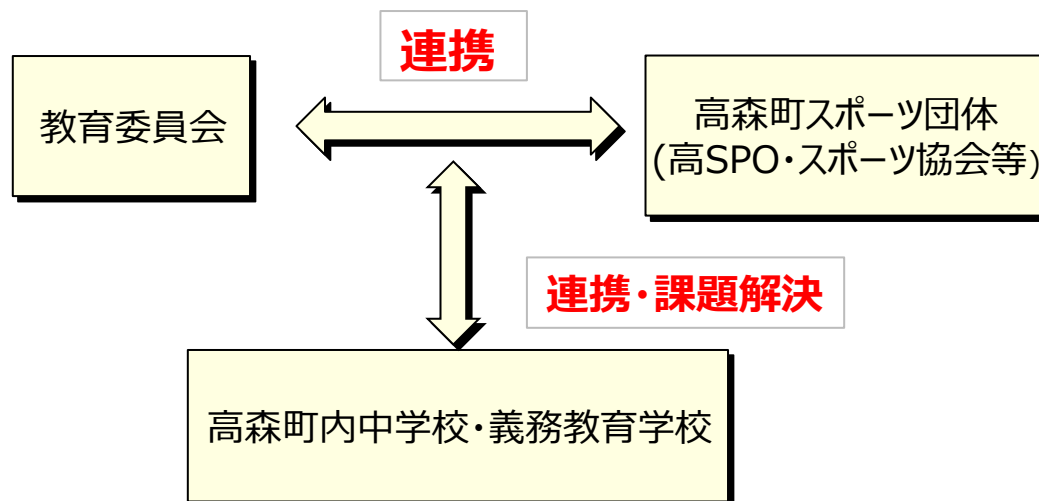 連携
教育委員会
高森町スポーツ団体
(高SPO・スポーツ協会等)
連携・課題解決
高森町内中学校・義務教育学校